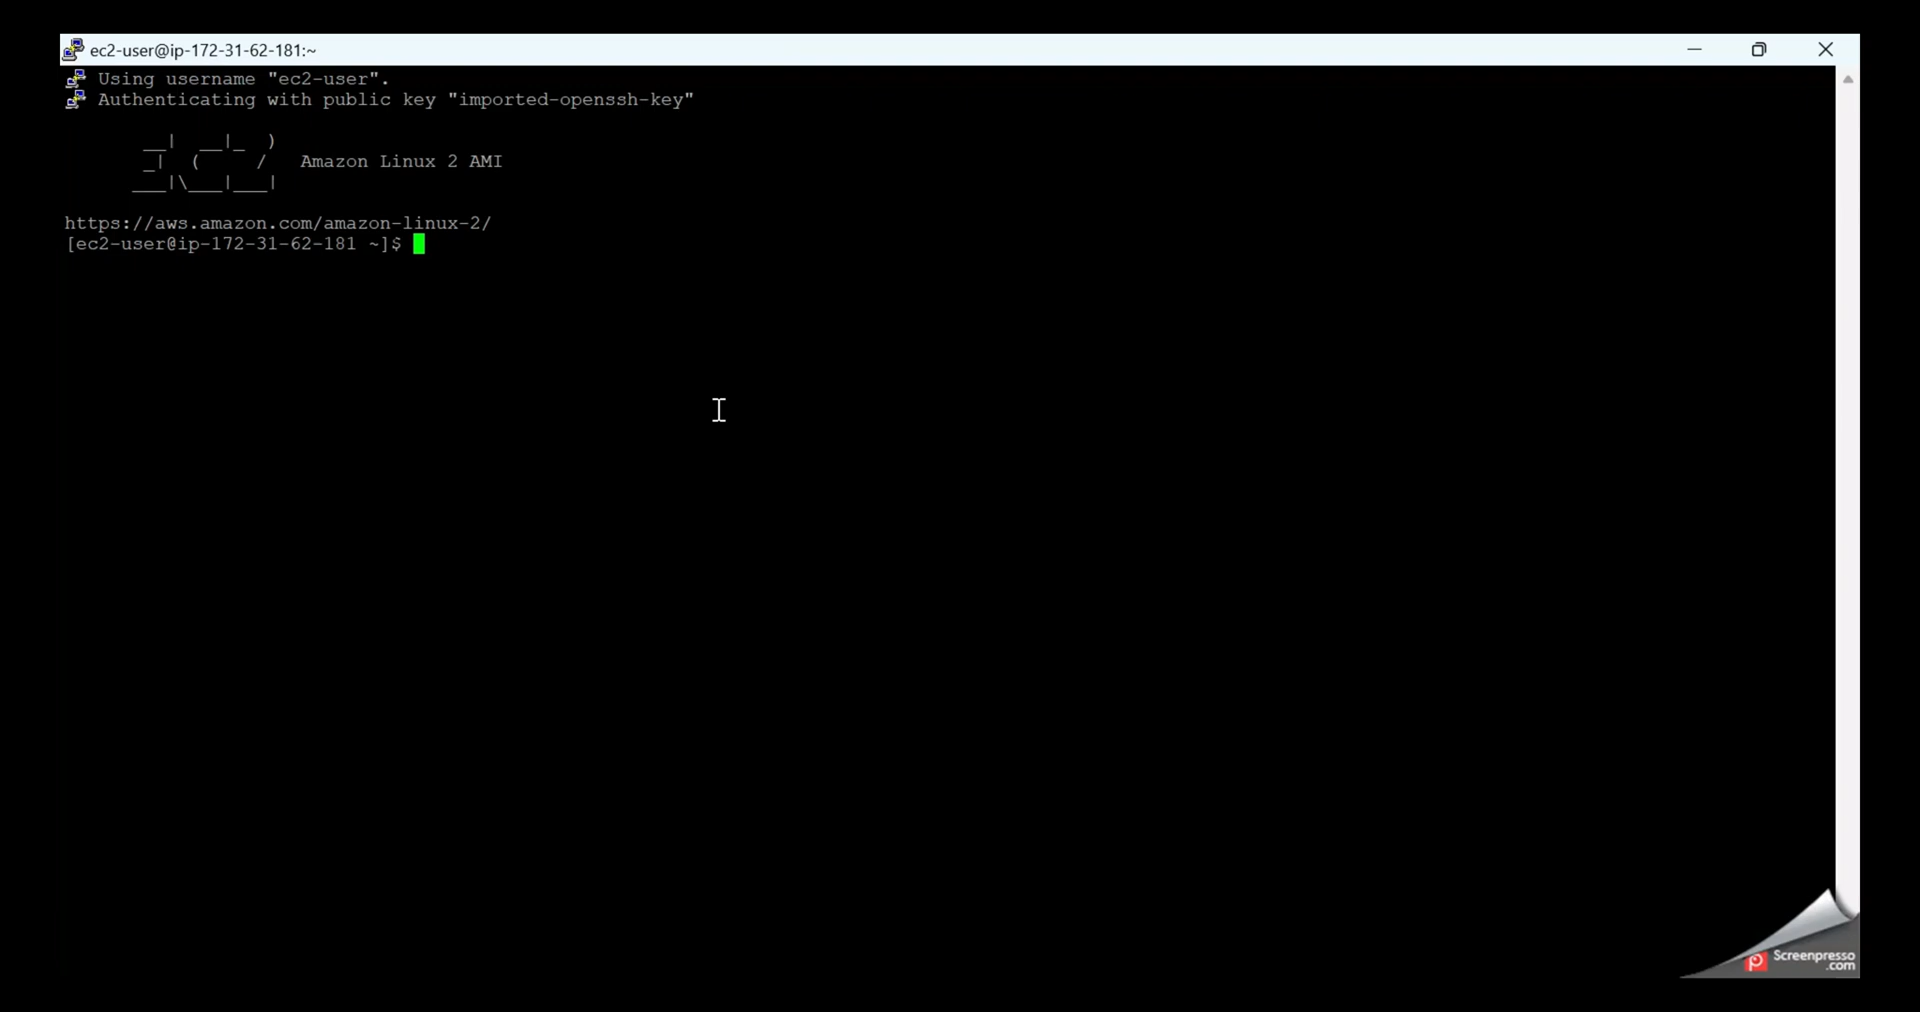 ec2-user@ip-172-31-62-181:~
Using username "ec2-user".
Authenticating with public key "imported-openssh-key"
       __|  __|_  )
       _|  (     /   Amazon Linux 2 AMI
      ___|\___|___|
https://aws.amazon.com/amazon-linux-2/
[ec2-user@ip-172-31-62-181 ~]$
Screenpresso
.com